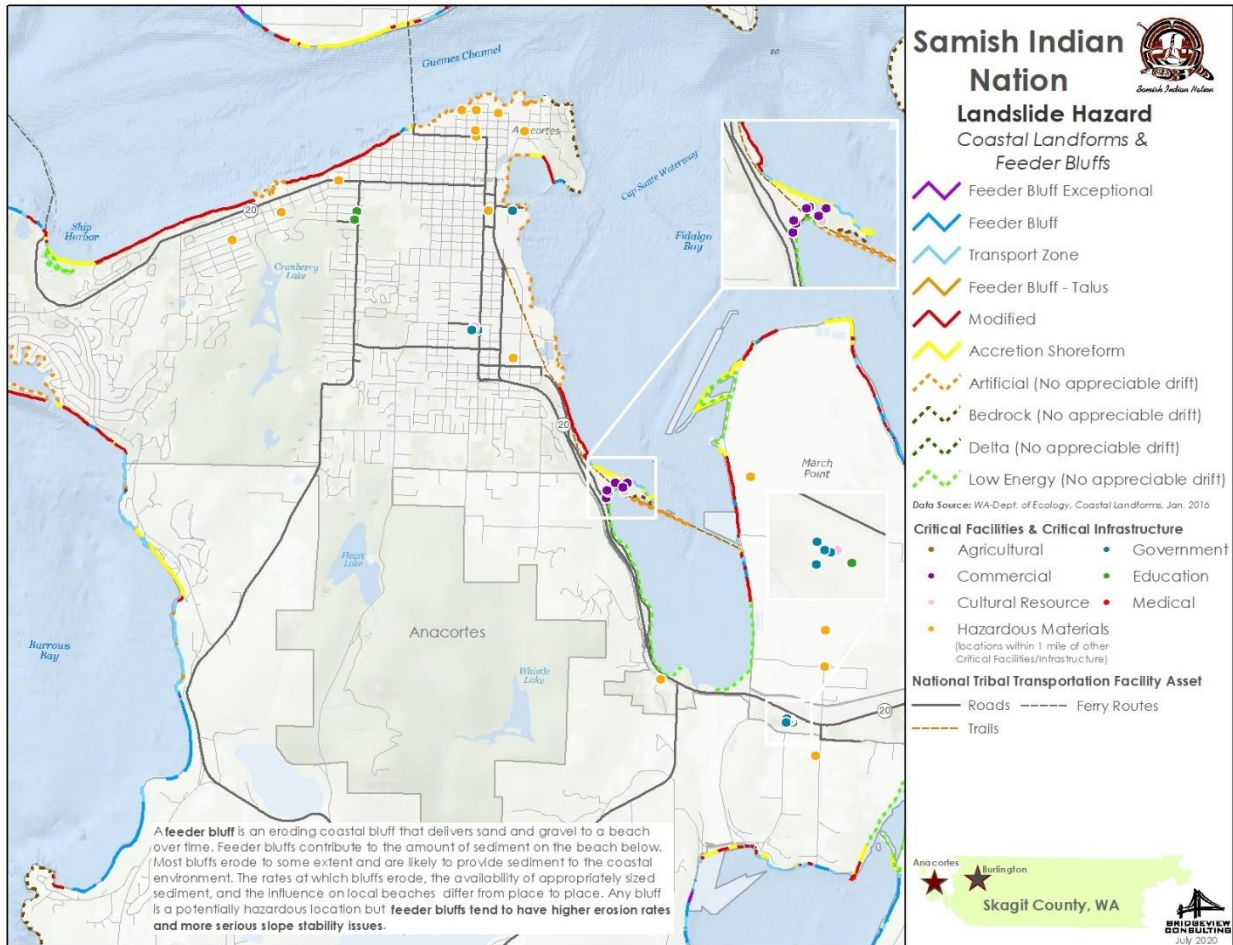 Guemes Channel
80
Anacortes
20
Ship
Harbor
Cranberry
Lake
Cap Sante Waterway
Fidalgo
Bay
20
March
Point
Heart
Lake
Anacortes
Whistle
Lake
Burrows
Bay
20
A feeder bluff is an eroding coastal bluff that delivers sand and gravel to a beach
over time. Feeder bluffs contribute to the amount of sediment on the beach below.
Most bluffs erode to some extent and are likely to provide sediment to the coastal
environment. The rates at which bluffs erode, the availability of appropriately sized
sediment, and the influence on local beaches differ from place to place. Any bluff
is a potentially hazardous location but feeder bluffs tend to have higher erosion rates
and more serious slope stability issues.
Samish Indian
Nation
Samish Indian Nation
Landslide Hazard
Coastal Landforms &
Feeder Bluffs
Feeder Bluff Exceptional
Feeder Bluff
Transport Zone
Feeder Bluff - Talus
Modified
Accretion Shoreform
Artificial (No appreciable drift)
Bedrock (No appreciable drift)
Delta (No appreciable drift)
Low Energy (No appreciable drift)
Data Source: WA-Dept. of Ecology, Coastal Landforms, Jan. 2016
Critical Facilities & Critical Infrastructure
Agricultural
Government
Commercial
Education
Cultural Resource
Medical
Hazardous Materials
(locations within 1 mile of other
Critical Facilities/Infrastructure)
National Tribal Transportation Facility Asset
Roads
Ferry Routes
Trails
Anacortes
Burlington
Skagit County, WA
BRIDGEVIEW
CONSULTING
July 2020